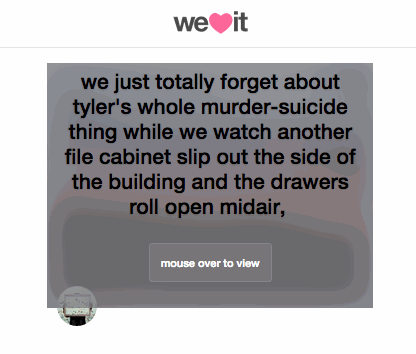 we it
we just totally forget about
tyler's whole murder-suicide
thing while we watch another
file cabinet slip out the side of
the building and the drawers
roll open midair,
mouse over to view